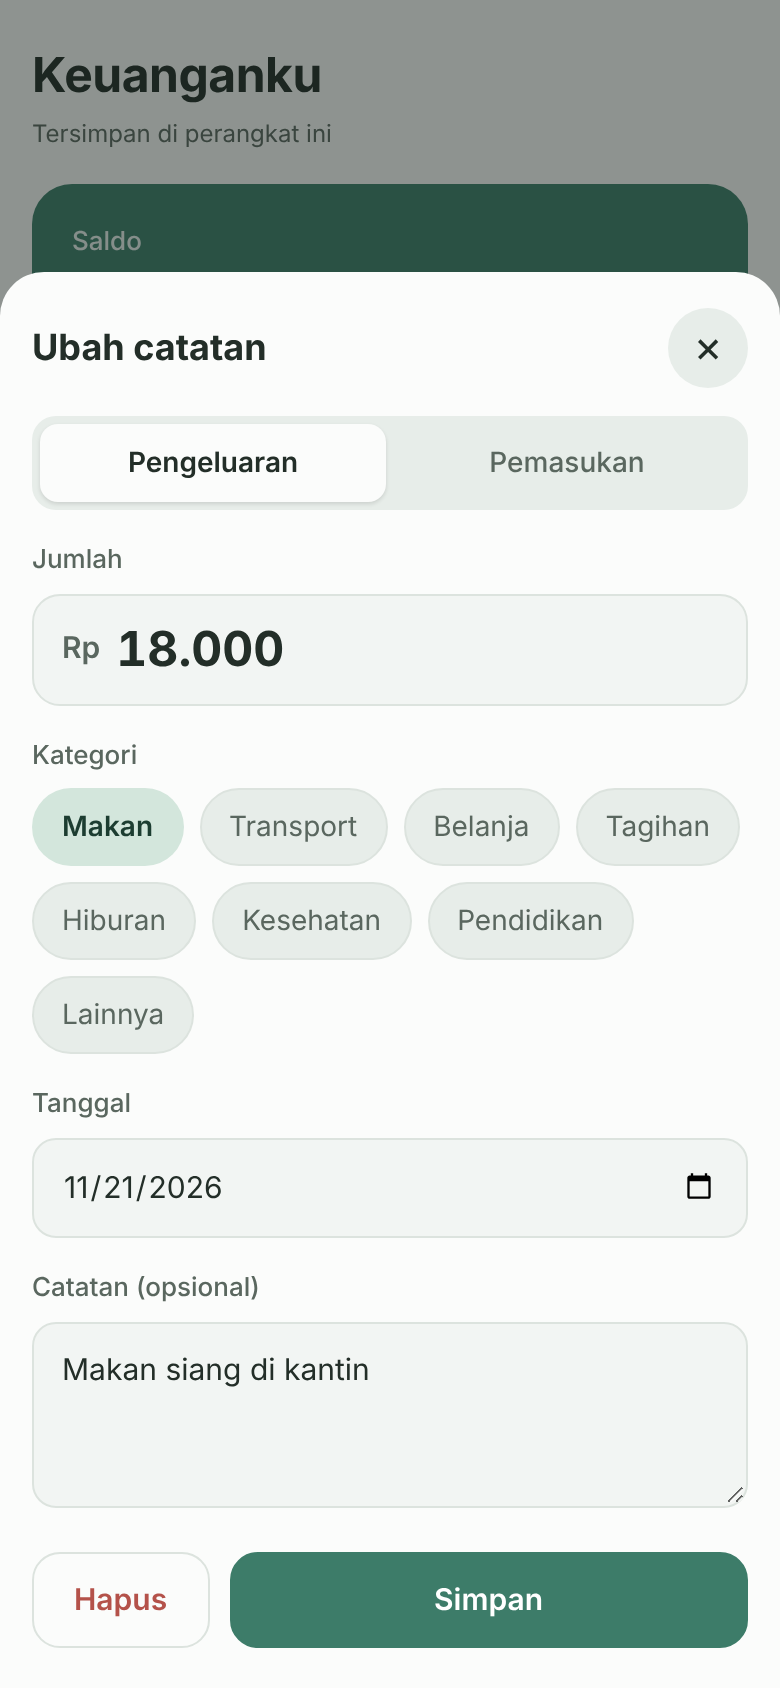 Keuanganku
Tersimpan di perangkat ini
Saldo
Ubah catatan
Pengeluaran
Pemasukan
Jumlah
Rp 18.000
Kategori
Makan Transport Belanja Tagihan
Hiburan Kesehatan Pendidikan
Lainnya
Tanggal
11/21/2026
Catatan (opsional)
Makan siang di kantin
Hapus
Simpan